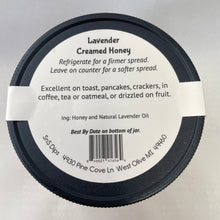 Lavender
Creamed Honey
Refrigerate for a firmer spread.
Leave on counter for a softer spread.
Excellent on toast, pancakes, crackers, in
coffee, tea or oatmeal, or drizzled on fruit.
Ing: Honey and Natural Lavender Oil
Best By Date on bottom of jar.
SnS Dips 4930 Pine Cove Ln West Olive MI. 49460